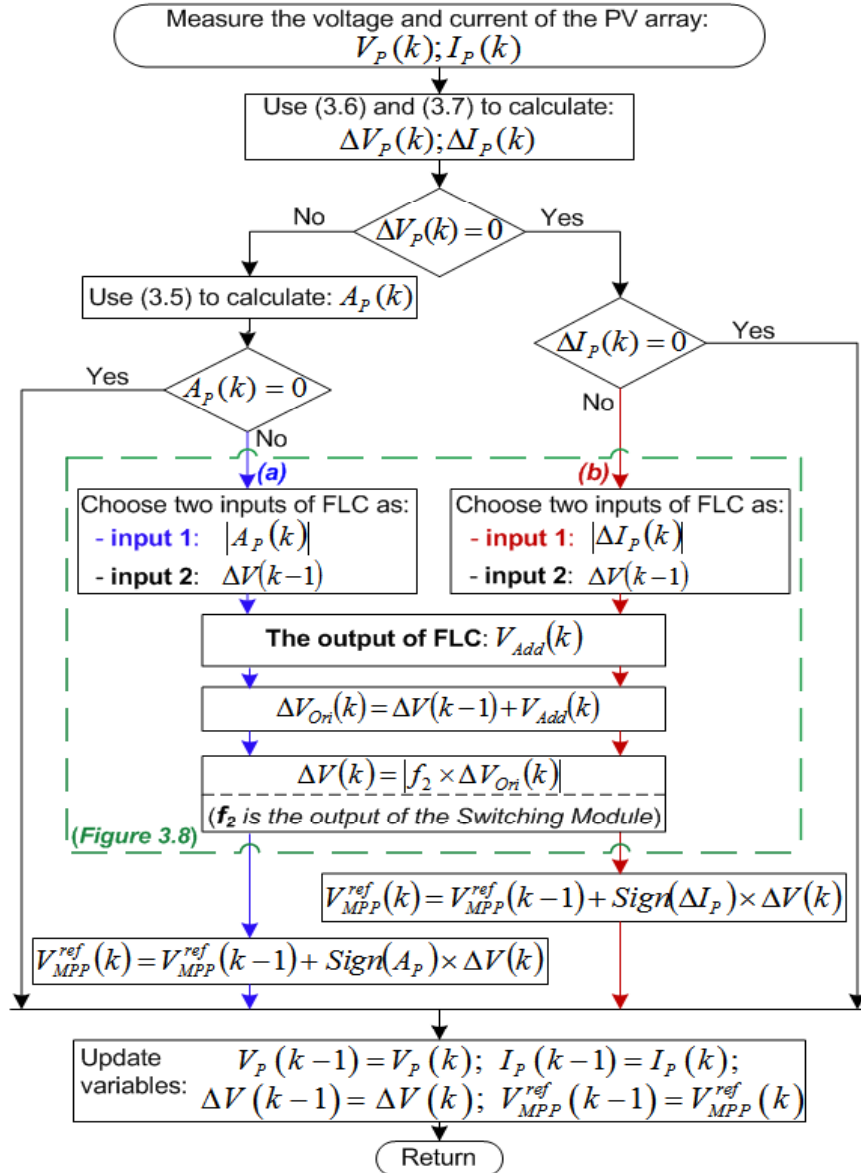 Measure the voltage and current of the PV array:
V_P(k); I_P(k)
Use (3.6) and (3.7) to calculate:
ΔV_P(k); ΔI_P(k)
No
ΔV_P(k) = 0
Yes
Use (3.5) to calculate: A_P(k)
ΔI_P(k) = 0
Yes
No
Yes
A_P(k) = 0
No
(a)
(b)
Choose two inputs of FLC as:
- input 1: |A_P(k)|
- input 2: ΔV(k−1)
Choose two inputs of FLC as:
- input 1: |ΔI_P(k)|
- input 2: ΔV(k−1)
The output of FLC: V_Add(k)
ΔV_Ori(k) = ΔV(k−1) + V_Add(k)
ΔV(k) = |f_2 × ΔV_Ori(k)|
(f_2 is the output of the Switching Module)
(Figure 3.8)
V_MPP^ref(k) = V_MPP^ref(k−1) + Sign(ΔI_P) × ΔV(k)
V_MPP^ref(k) = V_MPP^ref(k−1) + Sign(A_P) × ΔV(k)
Update
variables:
V_P(k−1) = V_P(k); I_P(k−1) = I_P(k);
ΔV(k−1) = ΔV(k); V_MPP^ref(k−1) = V_MPP^ref(k)
Return